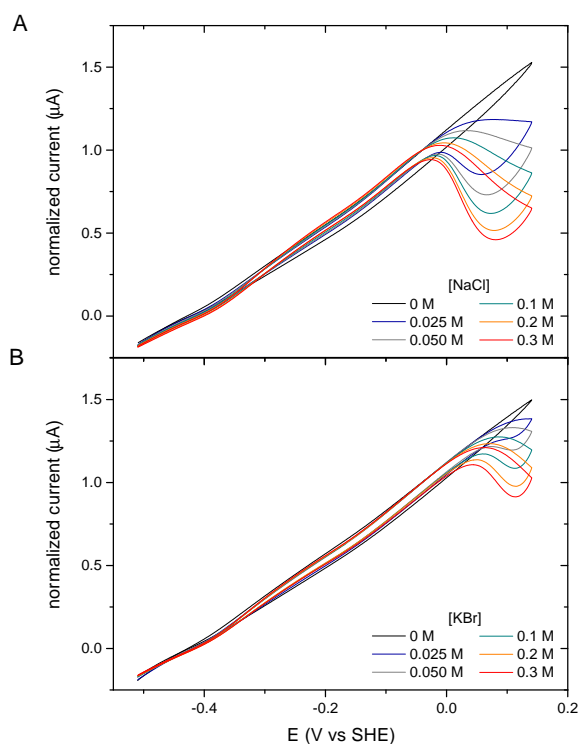 A
1.5
1.0
0.5
0.0
normalized current (µA)
[NaCl]
0 M 0.1 M
0.025 M 0.2 M
0.050 M 0.3 M
B
1.5
1.0
0.5
0.0
normalized current (µA)
[KBr]
0 M 0.1 M
0.025 M 0.2 M
0.050 M 0.3 M
-0.4 -0.2 0.0 0.2
E (V vs SHE)